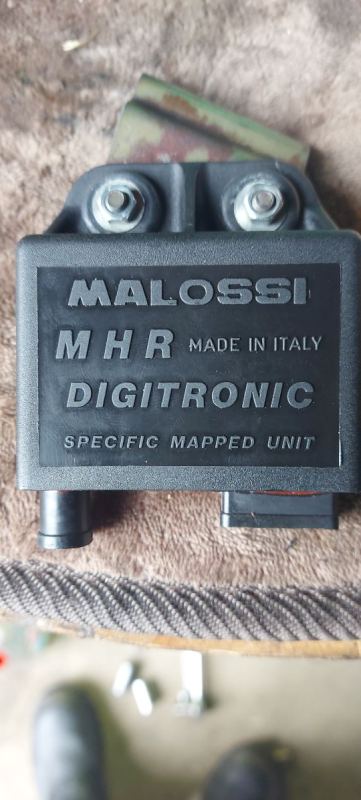 MALOSSI
MHR MADE IN ITALY
DIGITRONIC
SPECIFIC MAPPED UNIT